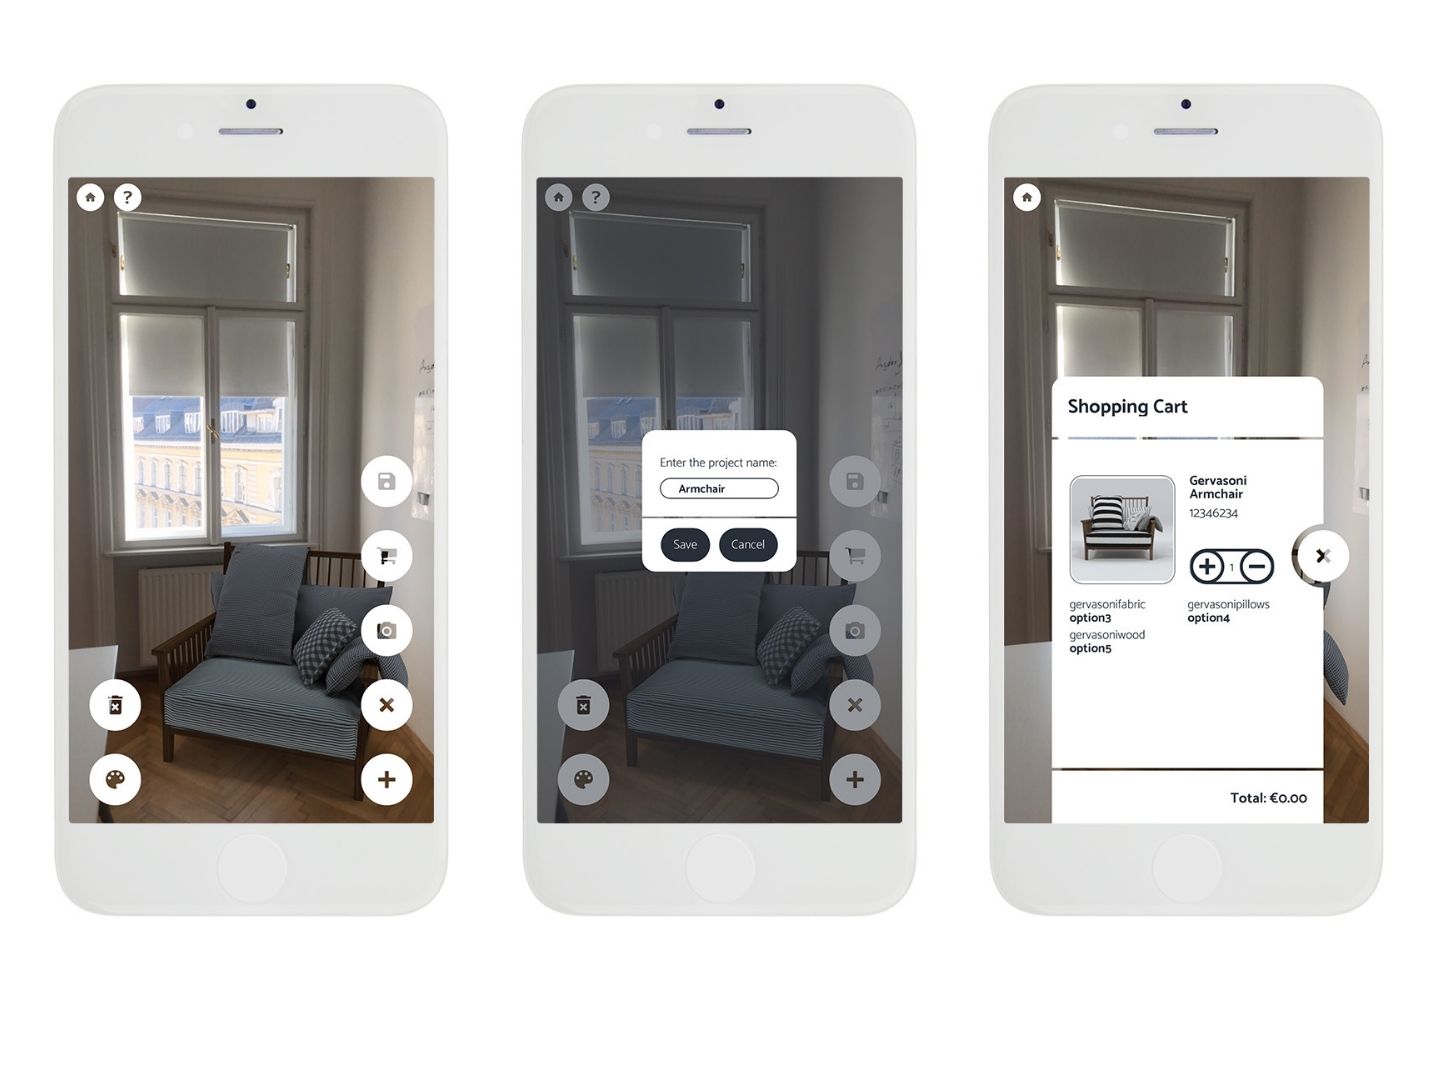 ?
?
Enter the project name:
Armchair
Save
Cancel
Shopping Cart
Gervasoni
Armchair
12346234
1
gervasonifabric
option3
gervasonipillows
option4
gervasoniwood
option5
Total: €0.00